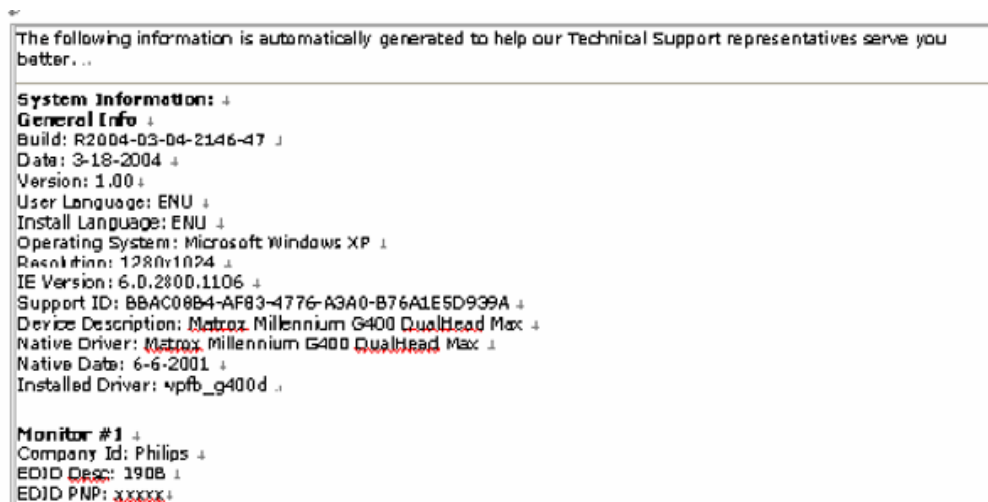 The following information is automatically generated to help our Technical Support representatives serve you
better...
System Information:
General Info
Build: R2004-03-04-2146-47
Date: 3-18-2004
Version: 1.00
User Language: ENU
Install Language: ENU
Operating System: Microsoft Windows XP
Resolution: 1280x1024
IE Version: 6.0.2800.1106
Support ID: BBAC08B4-AF83-4776-A3A0-B76A1E5D939A
Device Description: Matrox Millennium G400 DualHead Max
Native Driver: Matrox Millennium G400 DualHead Max
Native Date: 6-6-2001
Installed Driver: vpfb_g400d
Monitor #1
Company Id: Philips
EDID Desc: 190B
EDID PNP: xxxxx